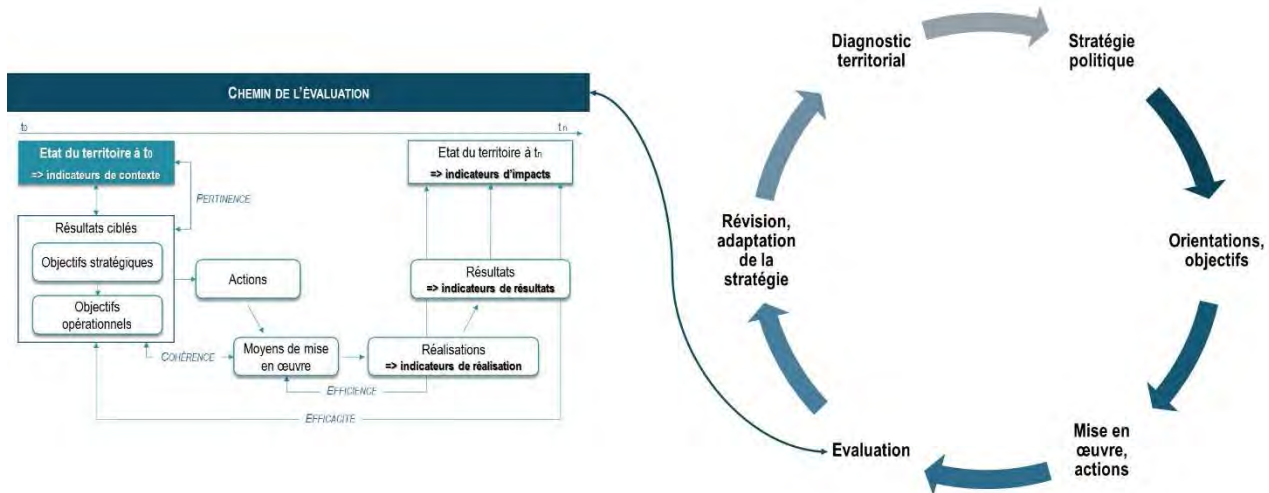 CHEMIN DE L'ÉVALUATION
t0
tn
Etat du territoire à t0
=> indicateurs de contexte
Etat du territoire à tn
=> indicateurs d'impacts
PERTINENCE
Résultats ciblés
Objectifs stratégiques
Objectifs
opérationnels
Actions
Résultats
=> indicateurs de résultats
COHÉRENCE
Moyens de mise
en œuvre
Réalisations
=> indicateurs de réalisation
EFFICIENCE
EFFICACITE
Diagnostic
territorial
Stratégie
politique
Orientations,
objectifs
Mise en
œuvre,
actions
Evaluation
Révision,
adaptation
de la
stratégie